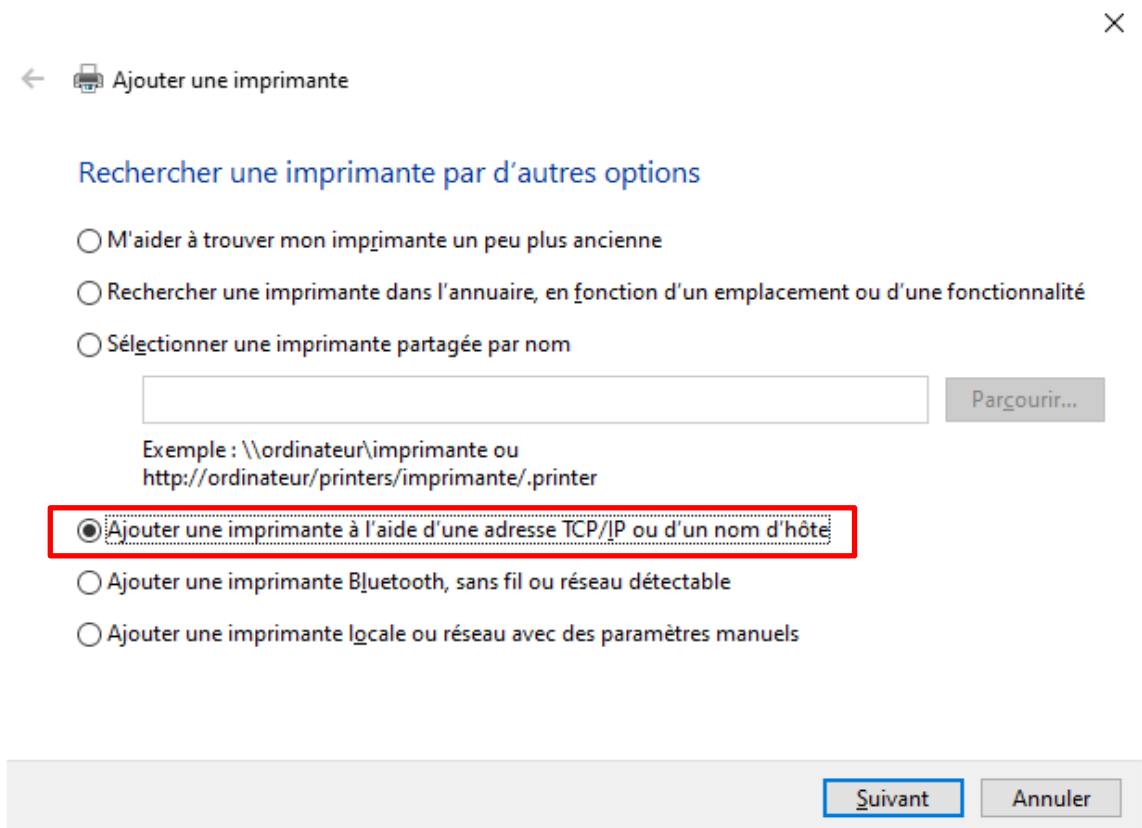 Ajouter une imprimante
Rechercher une imprimante par d’autres options
M'aider à trouver mon imprimante un peu plus ancienne
Rechercher une imprimante dans l’annuaire, en fonction d’un emplacement ou d’une fonctionnalité
Sélectionner une imprimante partagée par nom
Parcourir...
Exemple : \\ordinateur\imprimante ou
http://ordinateur/printers/imprimante/.printer
Ajouter une imprimante à l’aide d’une adresse TCP/IP ou d’un nom d’hôte
Ajouter une imprimante Bluetooth, sans fil ou réseau détectable
Ajouter une imprimante locale ou réseau avec des paramètres manuels
Suivant Annuler